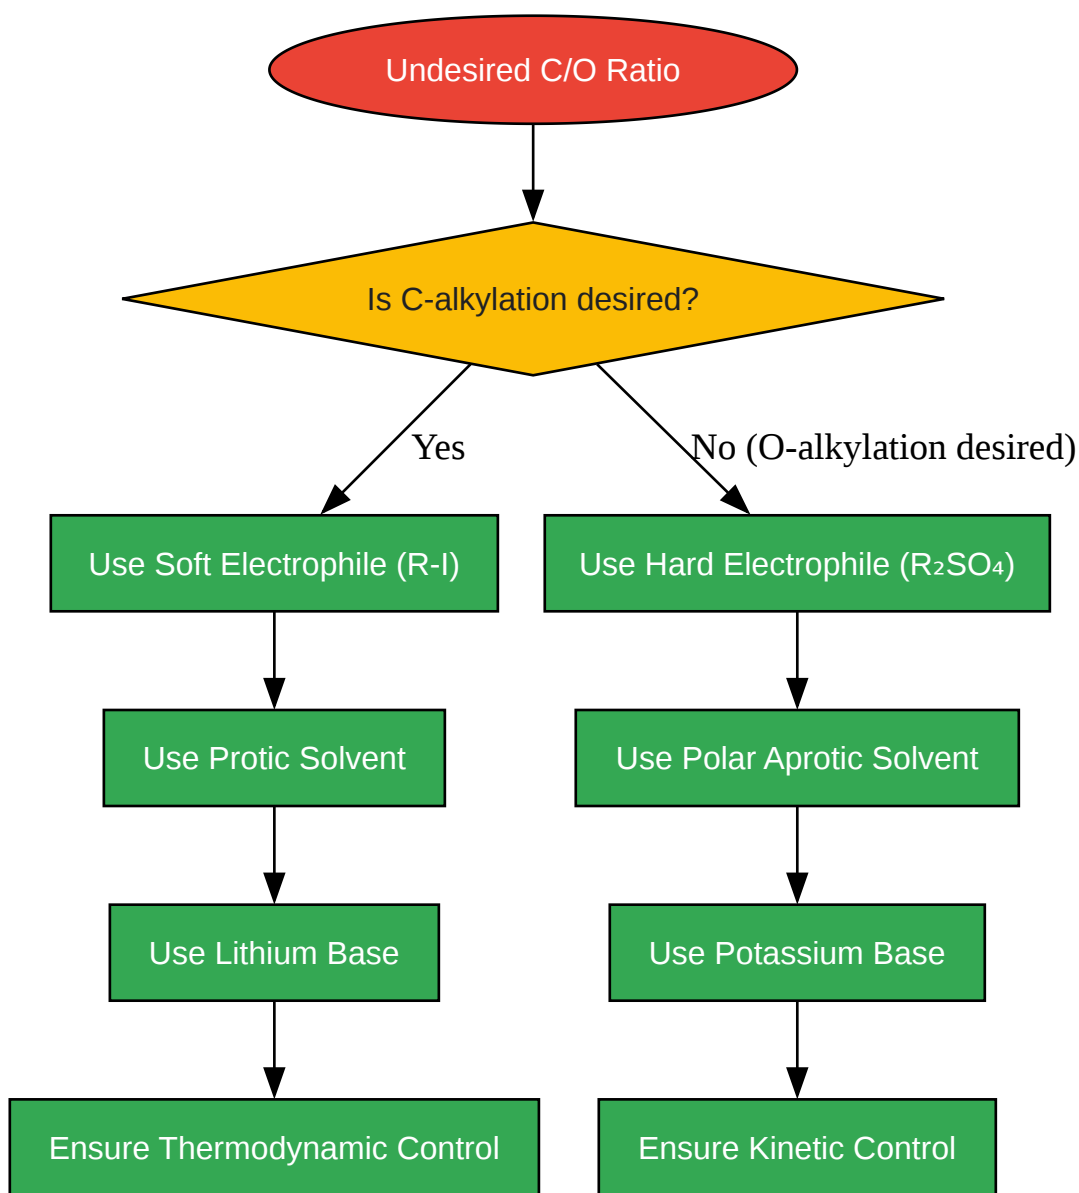 Undesired C/O Ratio
Is C-alkylation desired?
Yes
No (O-alkylation desired)
Use Soft Electrophile (R-I)
Use Hard Electrophile (R₂SO₄)
Use Protic Solvent
Use Polar Aprotic Solvent
Use Lithium Base
Use Potassium Base
Ensure Thermodynamic Control
Ensure Kinetic Control